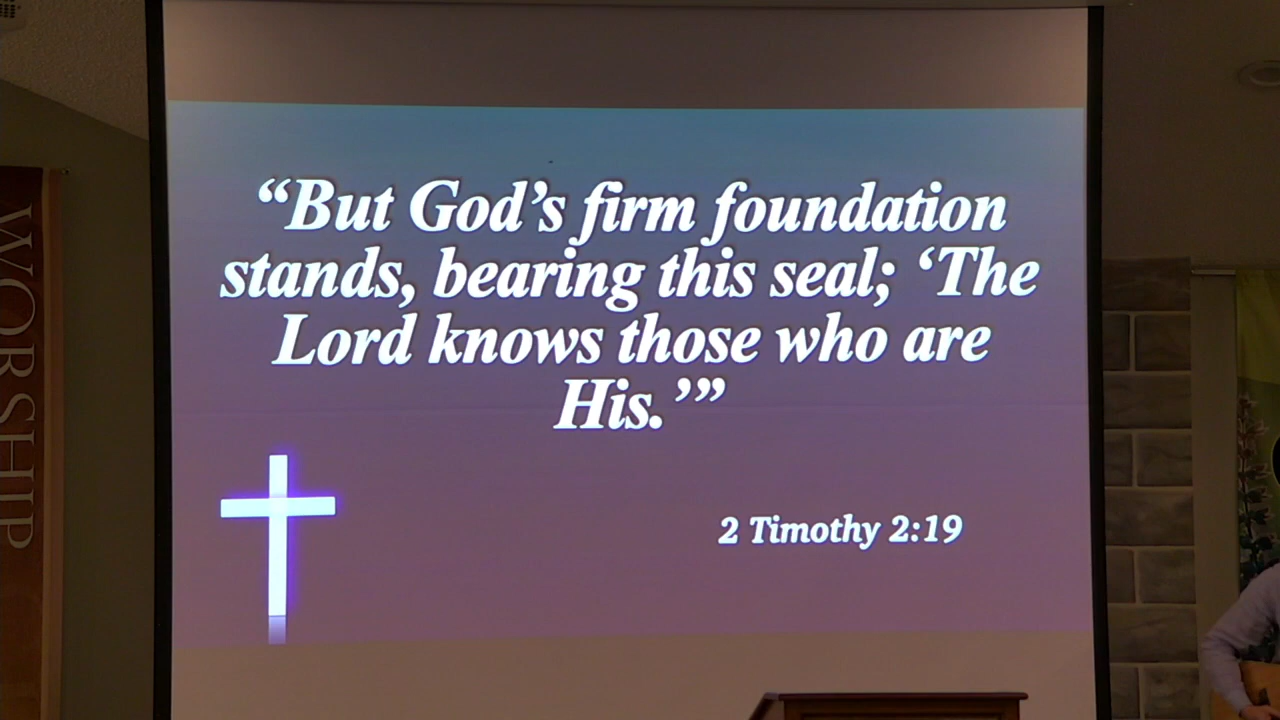 WORSHIP
“But God’s firm foundation
stands, bearing this seal; ‘The
Lord knows those who are
His.’”
2 Timothy 2:19